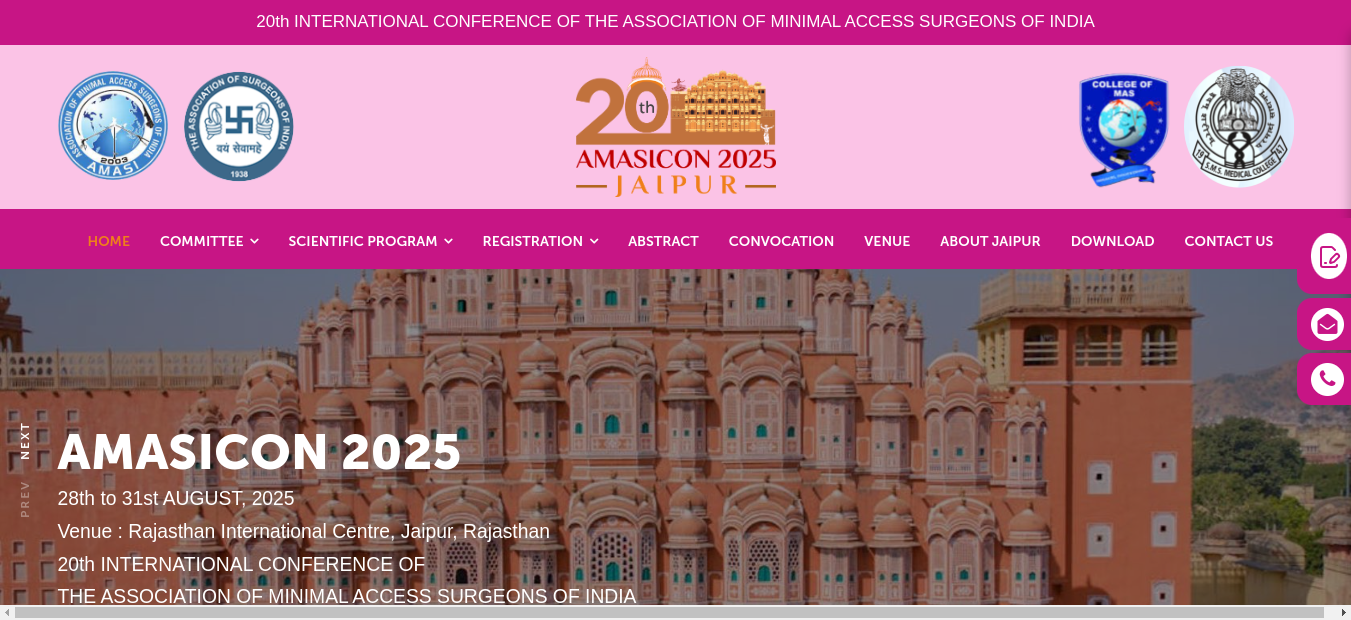 20th INTERNATIONAL CONFERENCE OF THE ASSOCIATION OF MINIMAL ACCESS SURGEONS OF INDIA
ASSOCIATION OF MINIMAL ACCESS SURGEONS OF INDIA
2003
AMASI
THE ASSOCIATION OF SURGEONS OF INDIA
वयं सेवामहे
1938
20th
AMASICON 2025
JAIPUR
COLLEGE OF
MAS
19 S.M.S. MEDICAL COLLEGE 47
HOME COMMITTEE SCIENTIFIC PROGRAM REGISTRATION ABSTRACT CONVOCATION VENUE ABOUT JAIPUR DOWNLOAD CONTACT US
NEXT
PREV
AMASICON 2025
28th to 31st AUGUST, 2025
Venue : Rajasthan International Centre, Jaipur, Rajasthan
20th INTERNATIONAL CONFERENCE OF
THE ASSOCIATION OF MINIMAL ACCESS SURGEONS OF INDIA